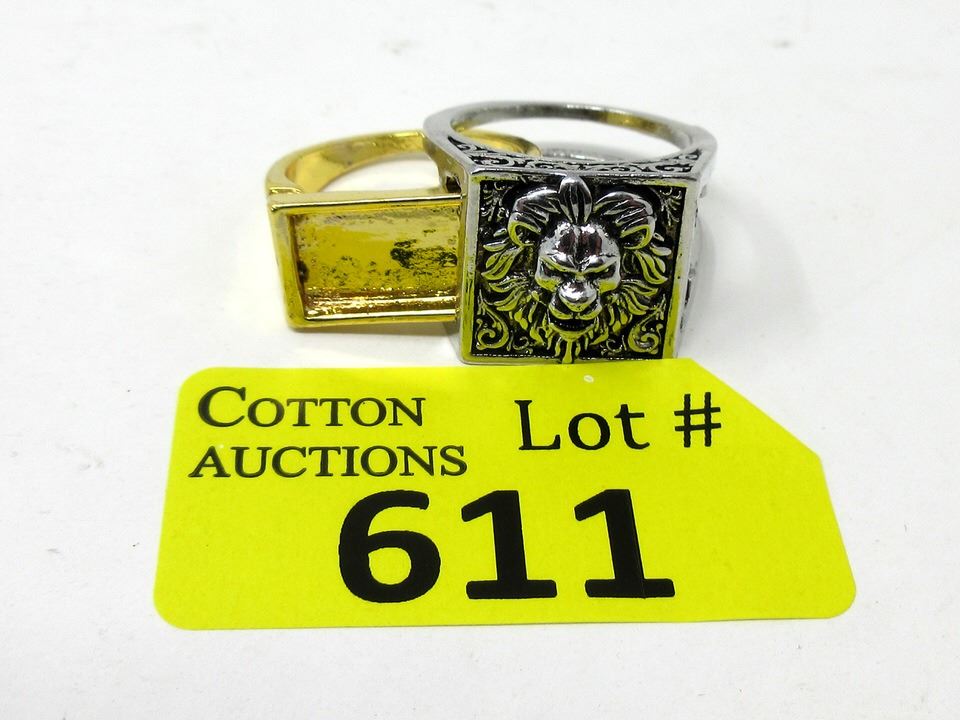 COTTON
AUCTIONS
Lot #
611